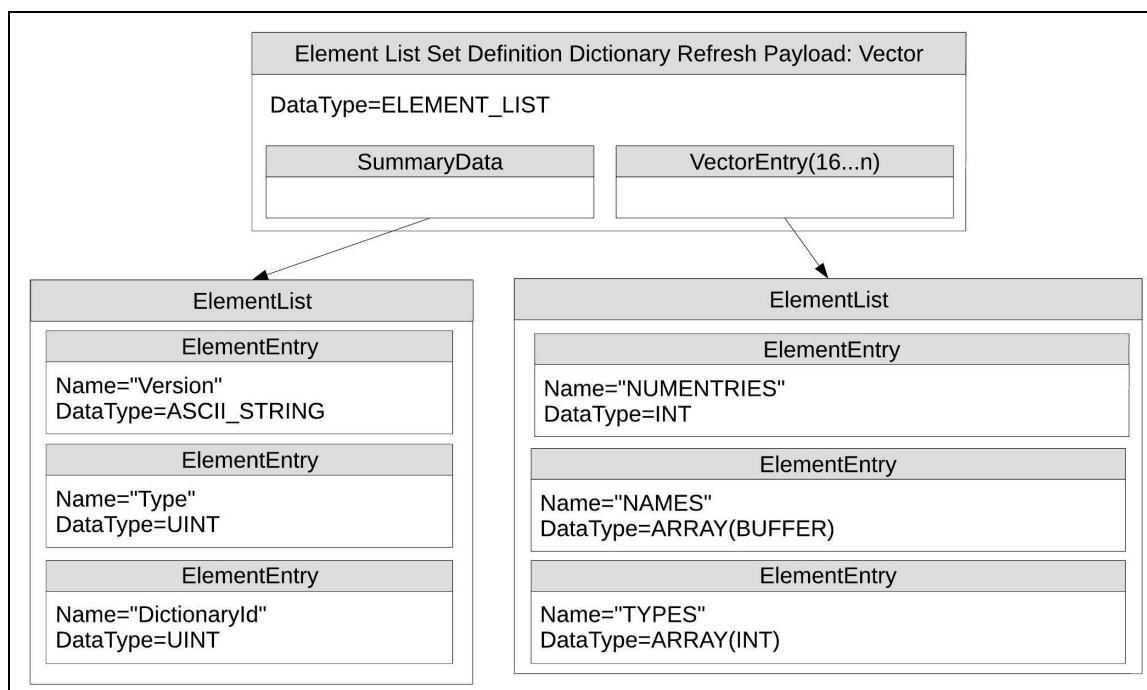 Element List Set Definition Dictionary Refresh Payload: Vector
DataType=ELEMENT_LIST
SummaryData
VectorEntry(16...n)
ElementList
ElementEntry
Name="Version"
DataType=ASCII_STRING
ElementEntry
Name="Type"
DataType=UINT
ElementEntry
Name="DictionaryId"
DataType=UINT
ElementList
ElementEntry
Name="NUMENTRIES"
DataType=INT
ElementEntry
Name="NAMES"
DataType=ARRAY(BUFFER)
ElementEntry
Name="TYPES"
DataType=ARRAY(INT)